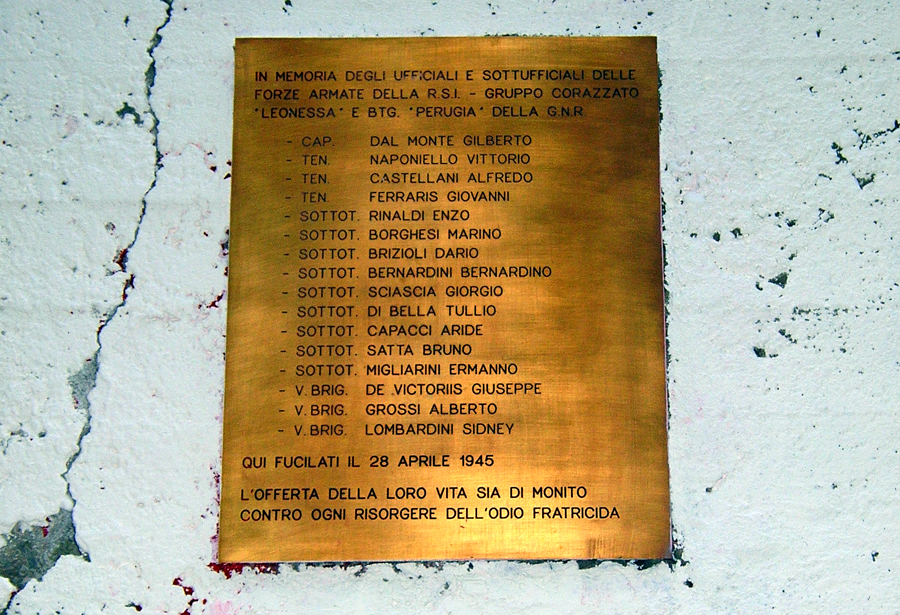 IN MEMORIA DEGLI UFFICIALI E SOTTUFFICIALI DELLE
FORZE ARMATE DELLA R.S.I. - GRUPPO CORAZZATO
"LEONESSA" E BTG. "PERUGIA" DELLA G.N.R.
- CAP. DAL MONTE GILBERTO
- TEN. NAPONIELLO VITTORIO
- TEN. CASTELLANI ALFREDO
- TEN. FERRARIS GIOVANNI
- SOTTOT. RINALDI ENZO
- SOTTOT. BORGHESI MARINO
- SOTTOT. BRIZIOLI DARIO
- SOTTOT. BERNARDINI BERNARDINO
- SOTTOT. SCIASCIA GIORGIO
- SOTTOT. DI BELLA TULLIO
- SOTTOT. CAPACCI ARIDE
- SOTTOT. SATTA BRUNO
- SOTTOT. MIGLIARINI ERMANNO
- V. BRIG. DE VICTORIIS GIUSEPPE
- V. BRIG. GROSSI ALBERTO
- V. BRIG. LOMBARDINI SIDNEY
QUI FUCILATI IL 28 APRILE 1945
L'OFFERTA DELLA LORO VITA SIA DI MONITO
CONTRO OGNI RISORGERE DELL'ODIO FRATRICIDA